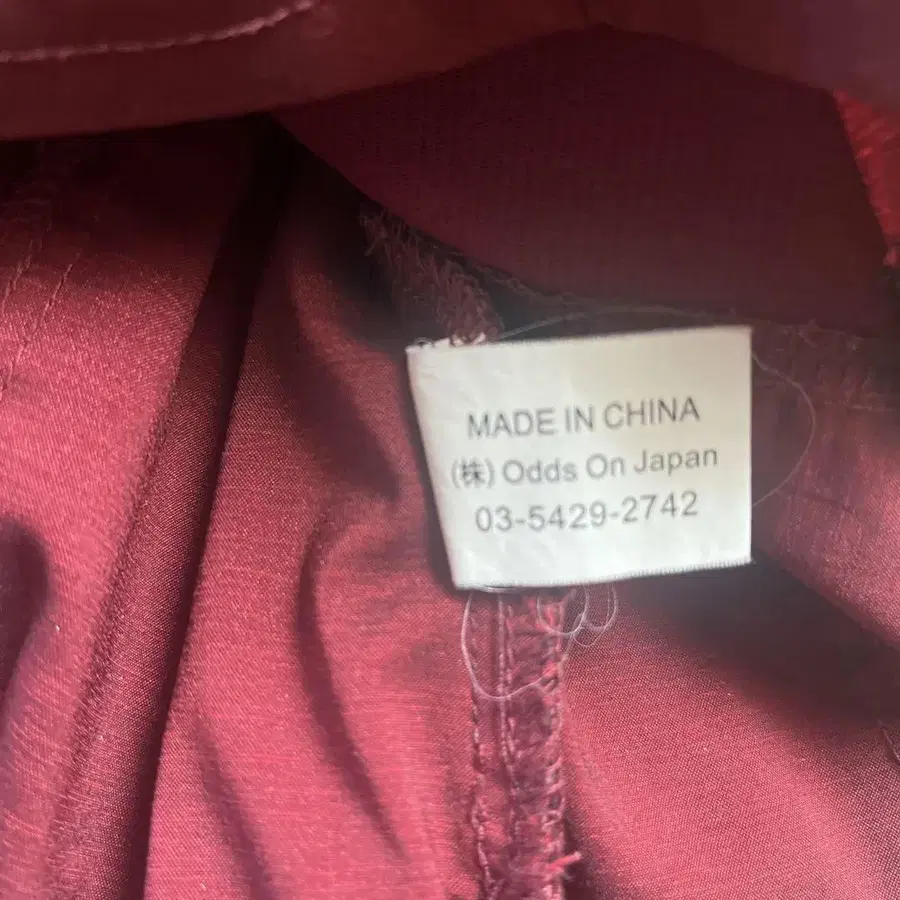 MADE IN CHINA
(株) Odds On Japan
03-5429-2742